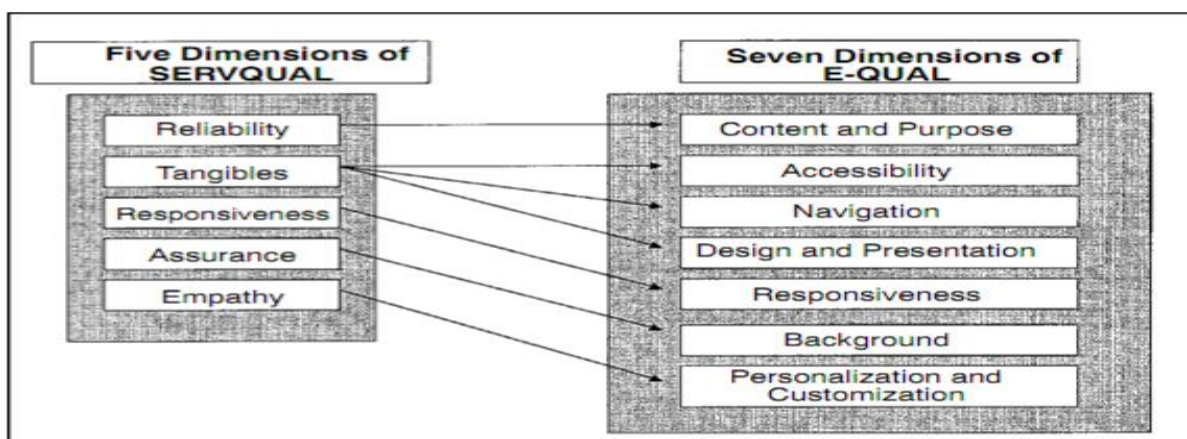 Five Dimensions of
SERVQUAL
Reliability
Tangibles
Responsiveness
Assurance
Empathy
Seven Dimensions of
E-QUAL
Content and Purpose
Accessibility
Navigation
Design and Presentation
Responsiveness
Background
Personalization and
Customization